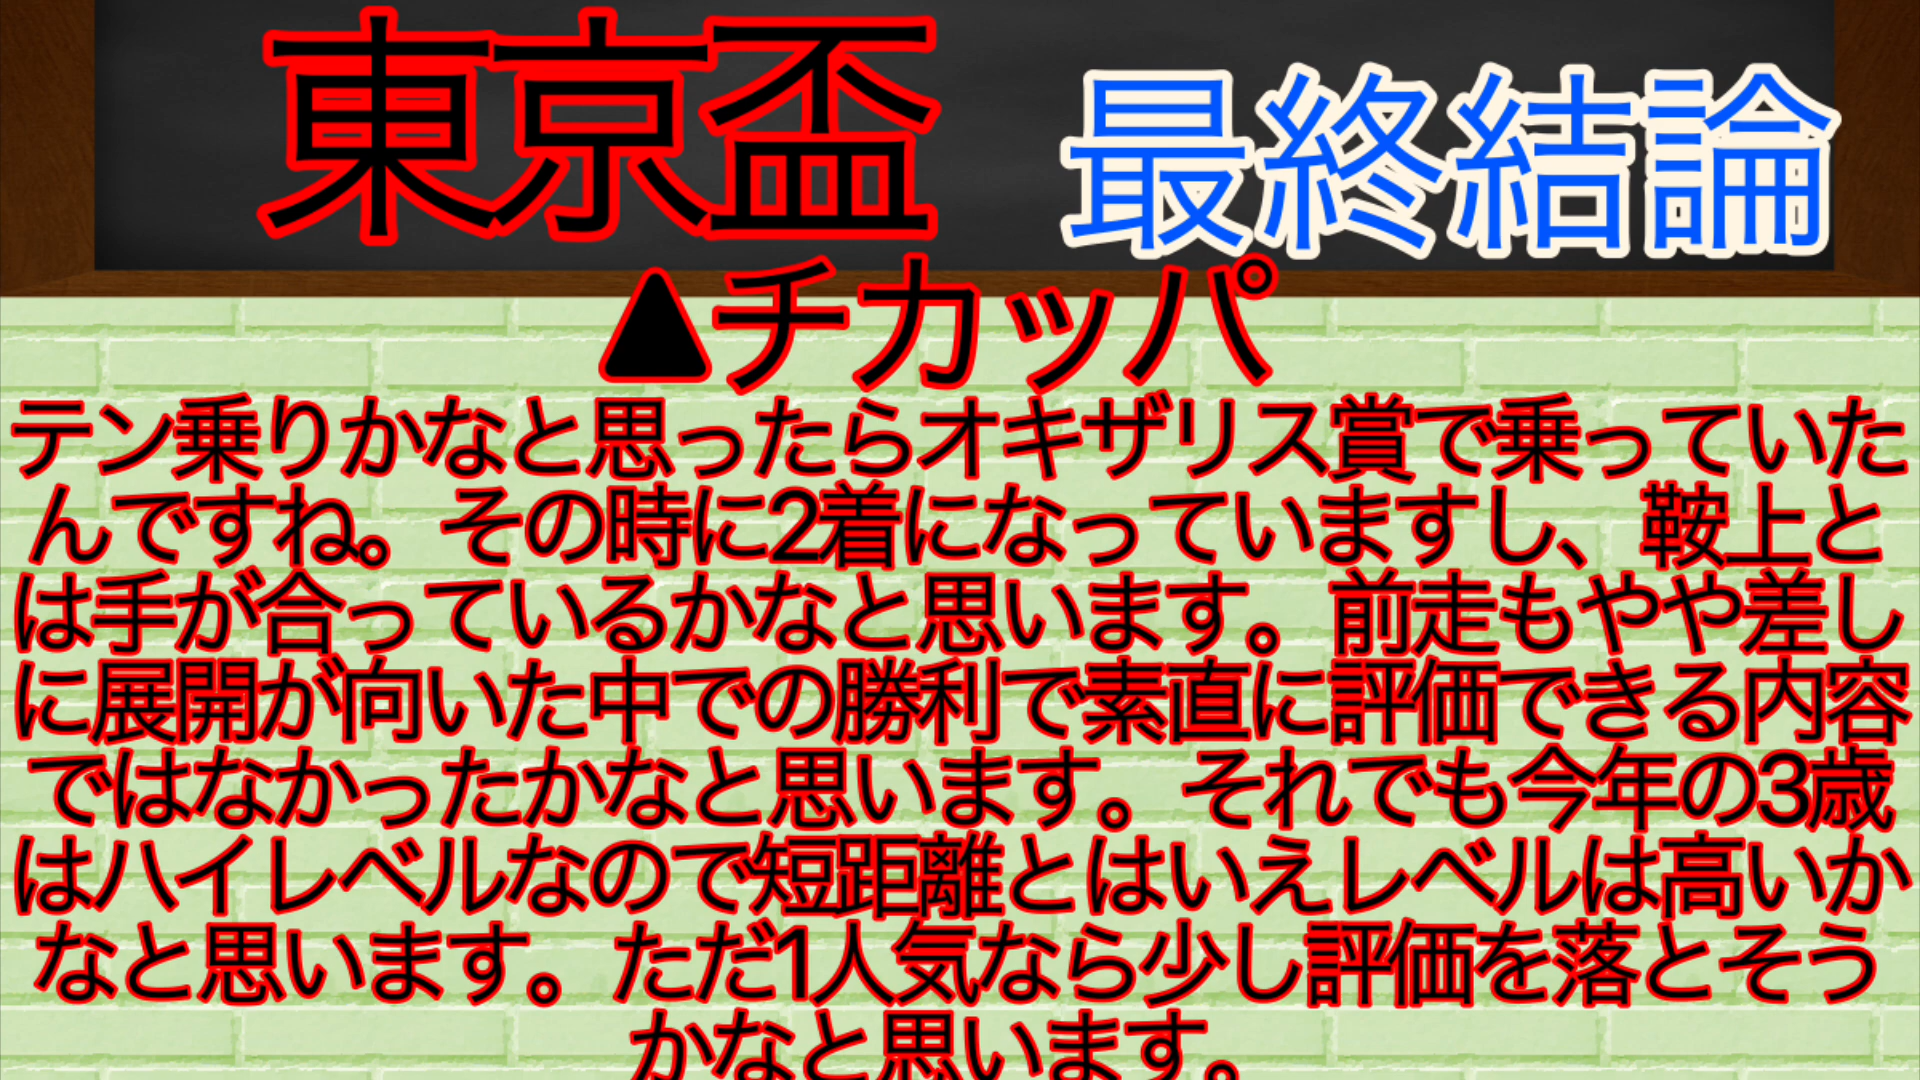 東京盃 最終結論
▲チカッパ
テン乗りかなと思ったらオキザリス賞で乗っていた
んですね。その時に2着になっていますし、鞍上と
は手が合っているかなと思います。前走もやや差し
に展開が向いた中での勝利で素直に評価できる内容
ではなかったかなと思います。それでも今年の3歳
はハイレベルなので短距離とはいえレベルは高いか
なと思います。ただ1人気なら少し評価を落とそう
かなと思います。